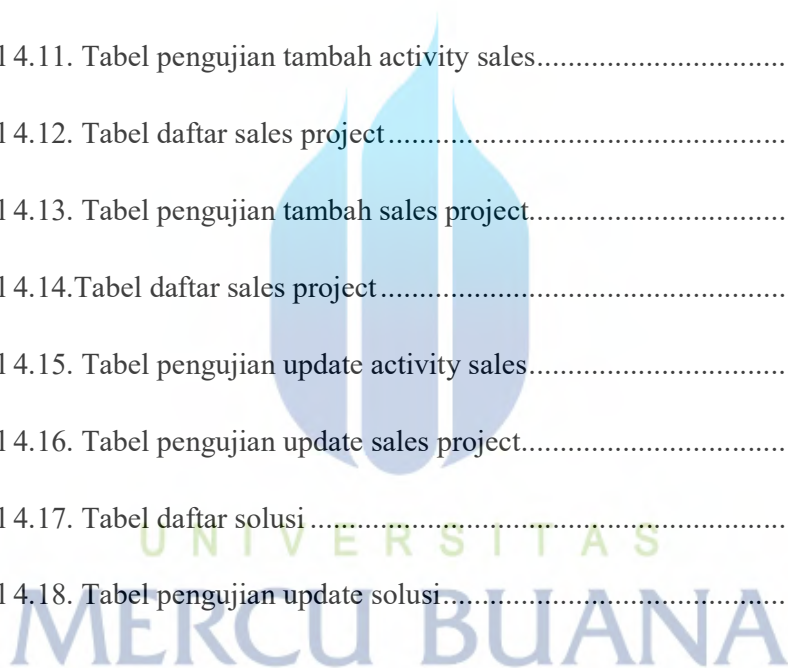 l 4.11. Tabel pengujian tambah activity sales..............................
l 4.12. Tabel daftar sales project................................................
l 4.13. Tabel pengujian tambah sales project...............................
l 4.14.Tabel daftar sales project.................................................
l 4.15. Tabel pengujian update activity sales...............................
l 4.16. Tabel pengujian update sales project................................
l 4.17. Tabel daftar solusi..........................................................
l 4.18. Tabel pengujian update solusi.........................................
UNIVERSITAS
MERCU BUANA